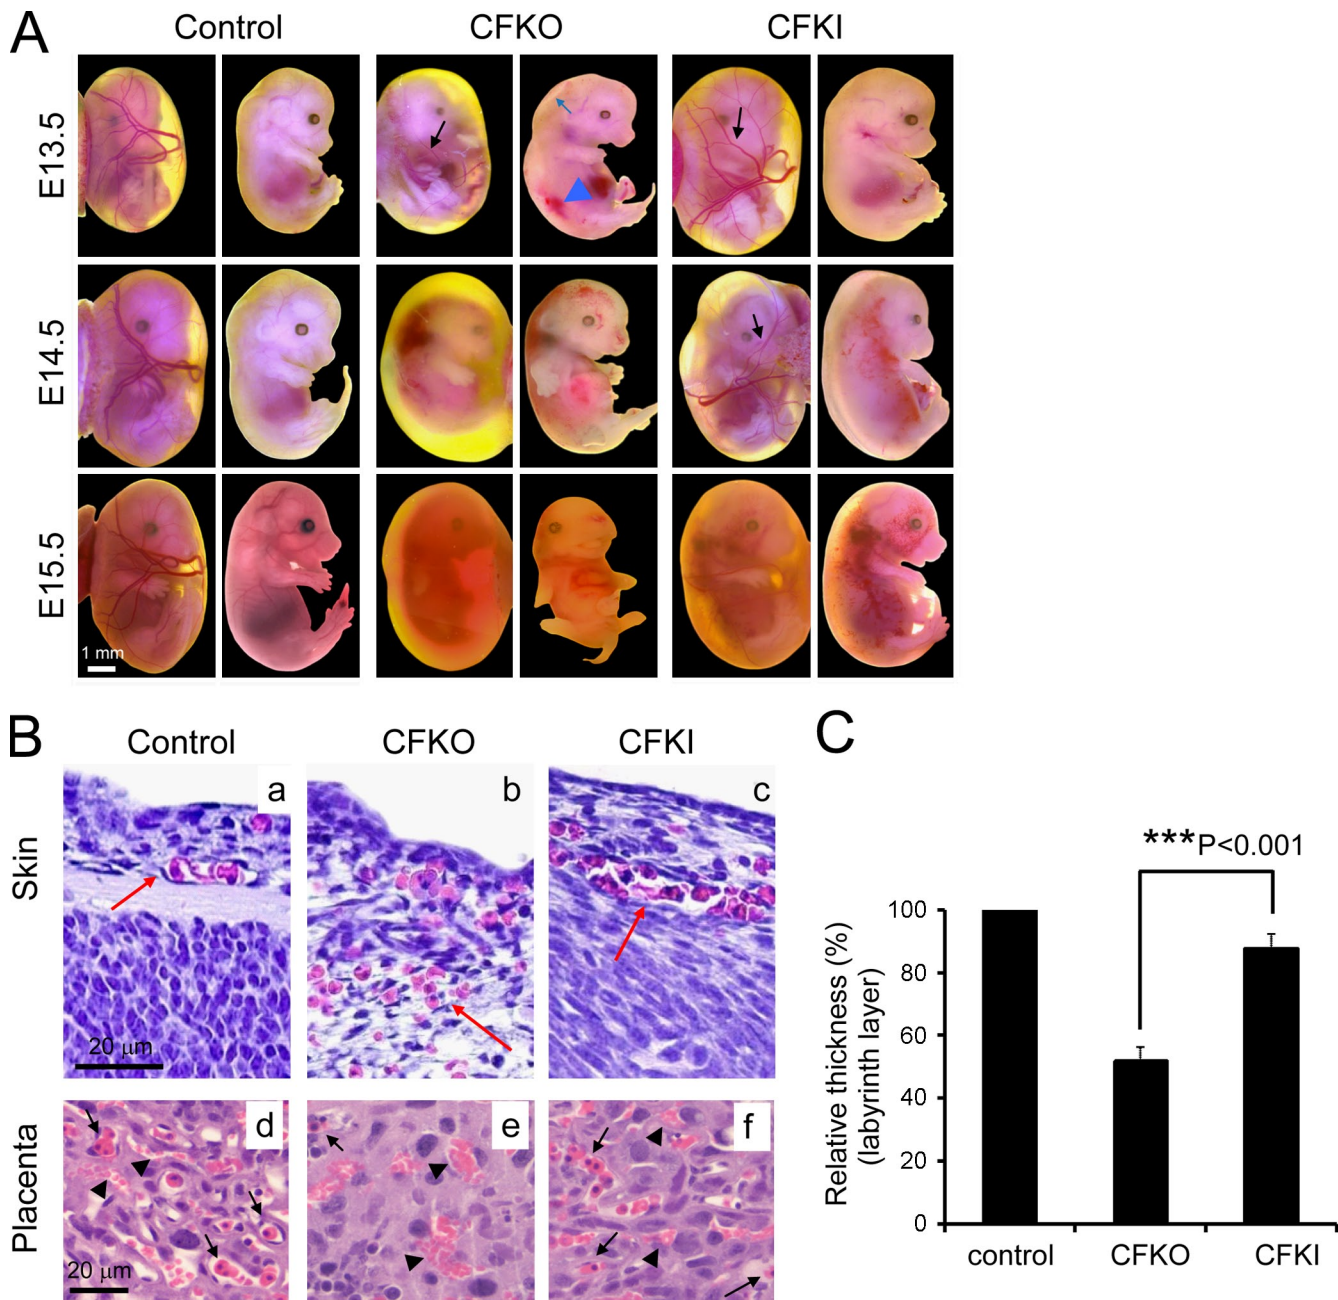 A
Control CFKO CFKI
E13.5
E14.5
E15.5
1 mm
B
Control CFKO CFKI
Skin
a b c
20 μm
Placenta
d e f
20 μm
C
***P<0.001
Relative thickness (%)
(labyrinth layer)
100
80
60
40
20
0
control CFKO CFKI